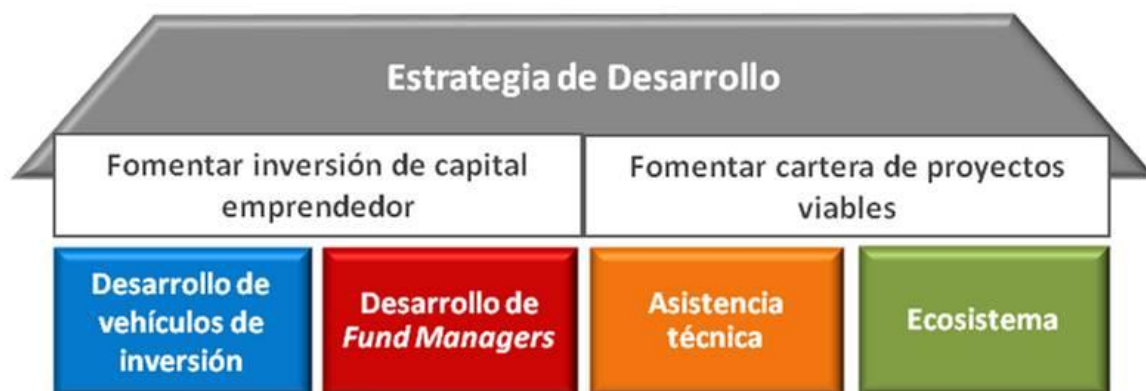 Estrategia de Desarrollo
Fomentar inversión de capital
emprendedor
Fomentar cartera de proyectos
viables
Desarrollo de
vehículos de
inversión
Desarrollo de
Fund Managers
Asistencia
técnica
Ecosistema